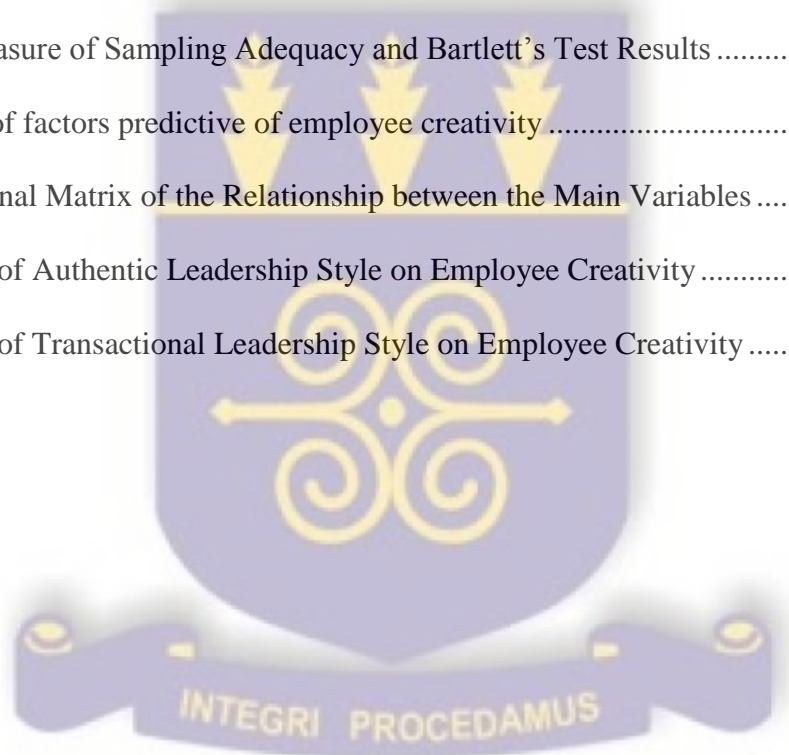 asure of Sampling Adequacy and Bartlett’s Test Results .........
of factors predictive of employee creativity ..............................
nal Matrix of the Relationship between the Main Variables ....
of Authentic Leadership Style on Employee Creativity ...........
of Transactional Leadership Style on Employee Creativity .....
INTEGRI PROCEDAMUS